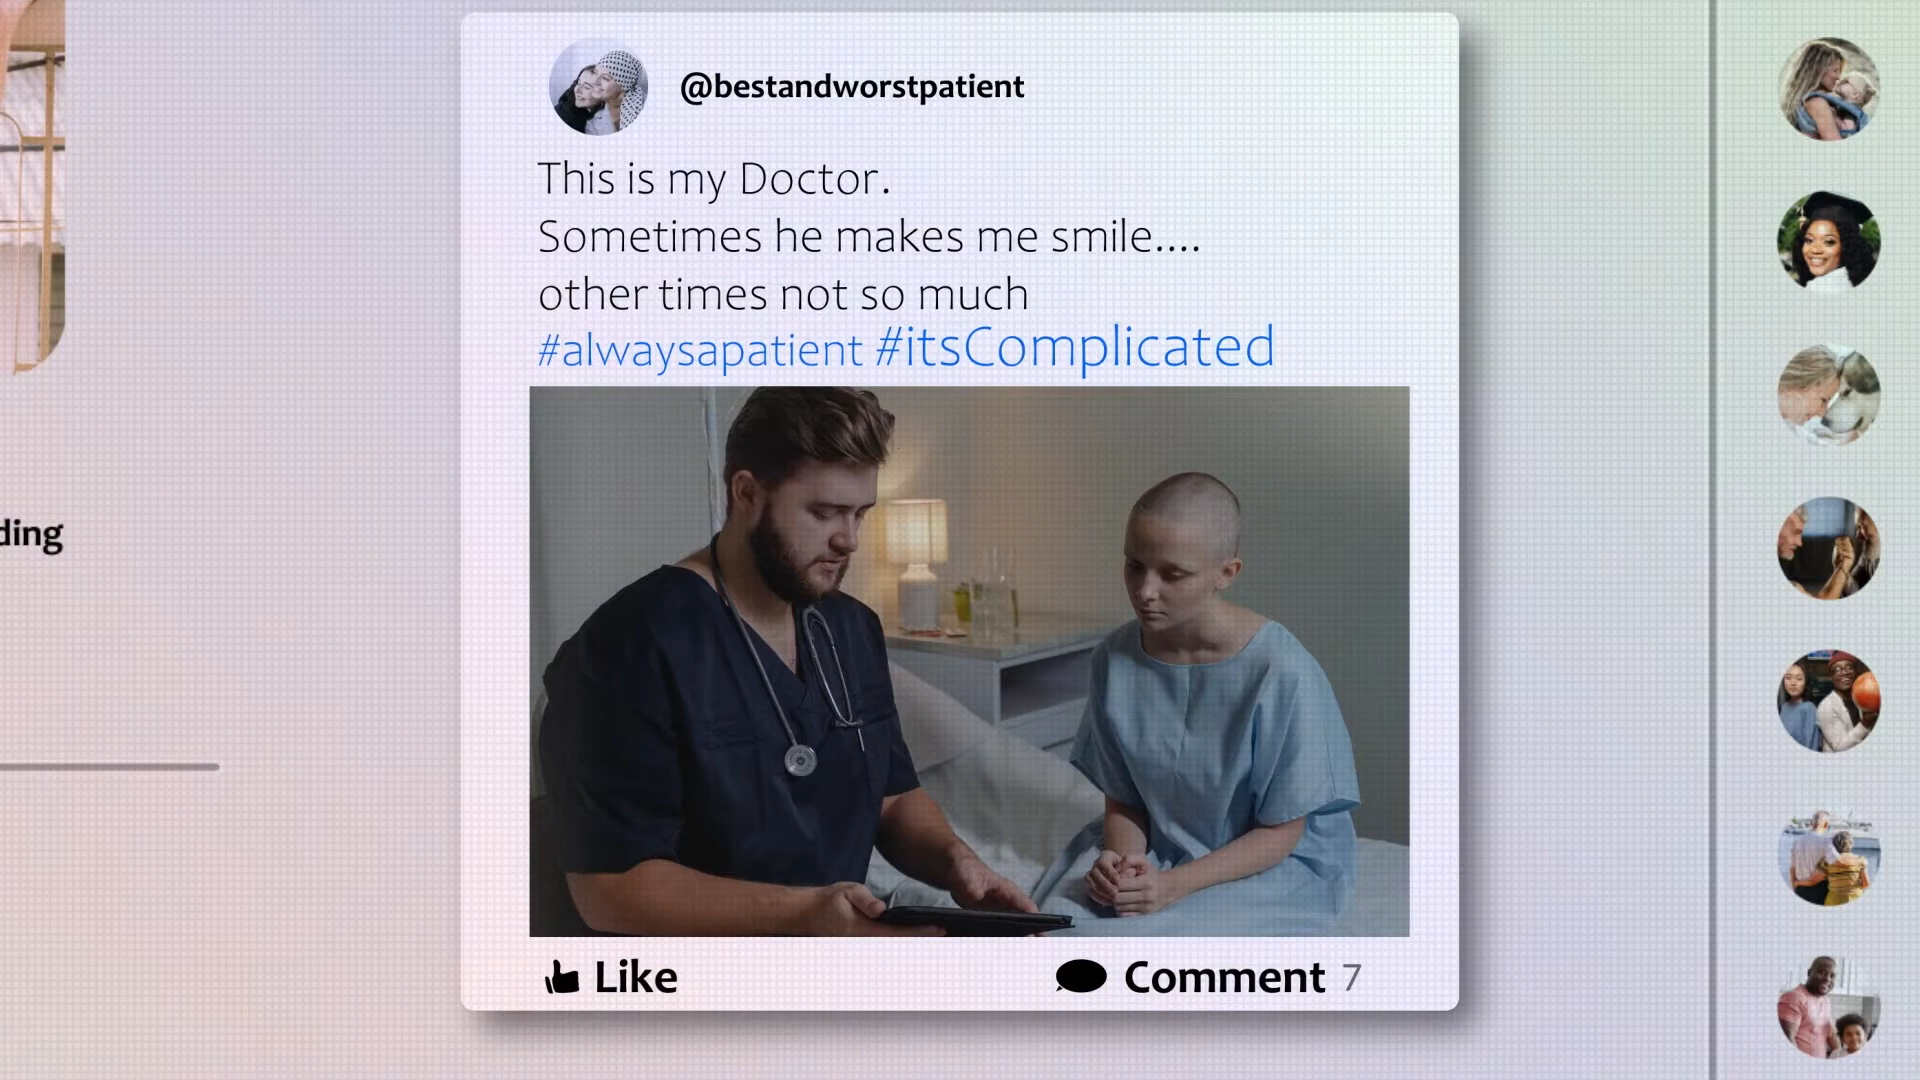 @bestandworstpatient
This is my Doctor.
Sometimes he makes me smile....
other times not so much
#alwaysapatient #itsComplicated
ding
Like
Comment 7